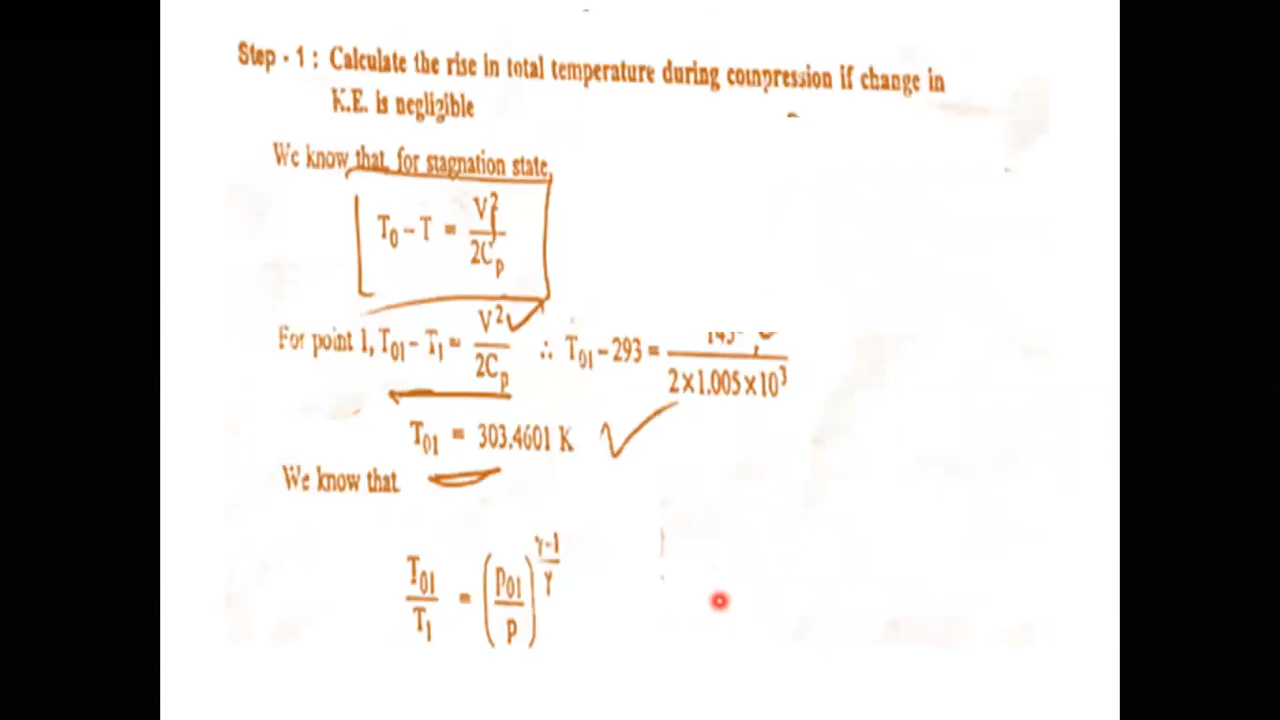 Step - 1 : Calculate the rise in total temperature during compression if change in
K.E. is negligible
We know that, for stagnation state,
T₀ – T = V² / 2Cₚ
For point 1, T₀₁ – T₁ = V² / 2Cₚ ∴ T₀₁ – 293 = / 2×1.005×10³
T₀₁ = 303.4601 K
We know that
T₀₁ / T₁ = (p₀₁ / p)^((γ-1)/γ)